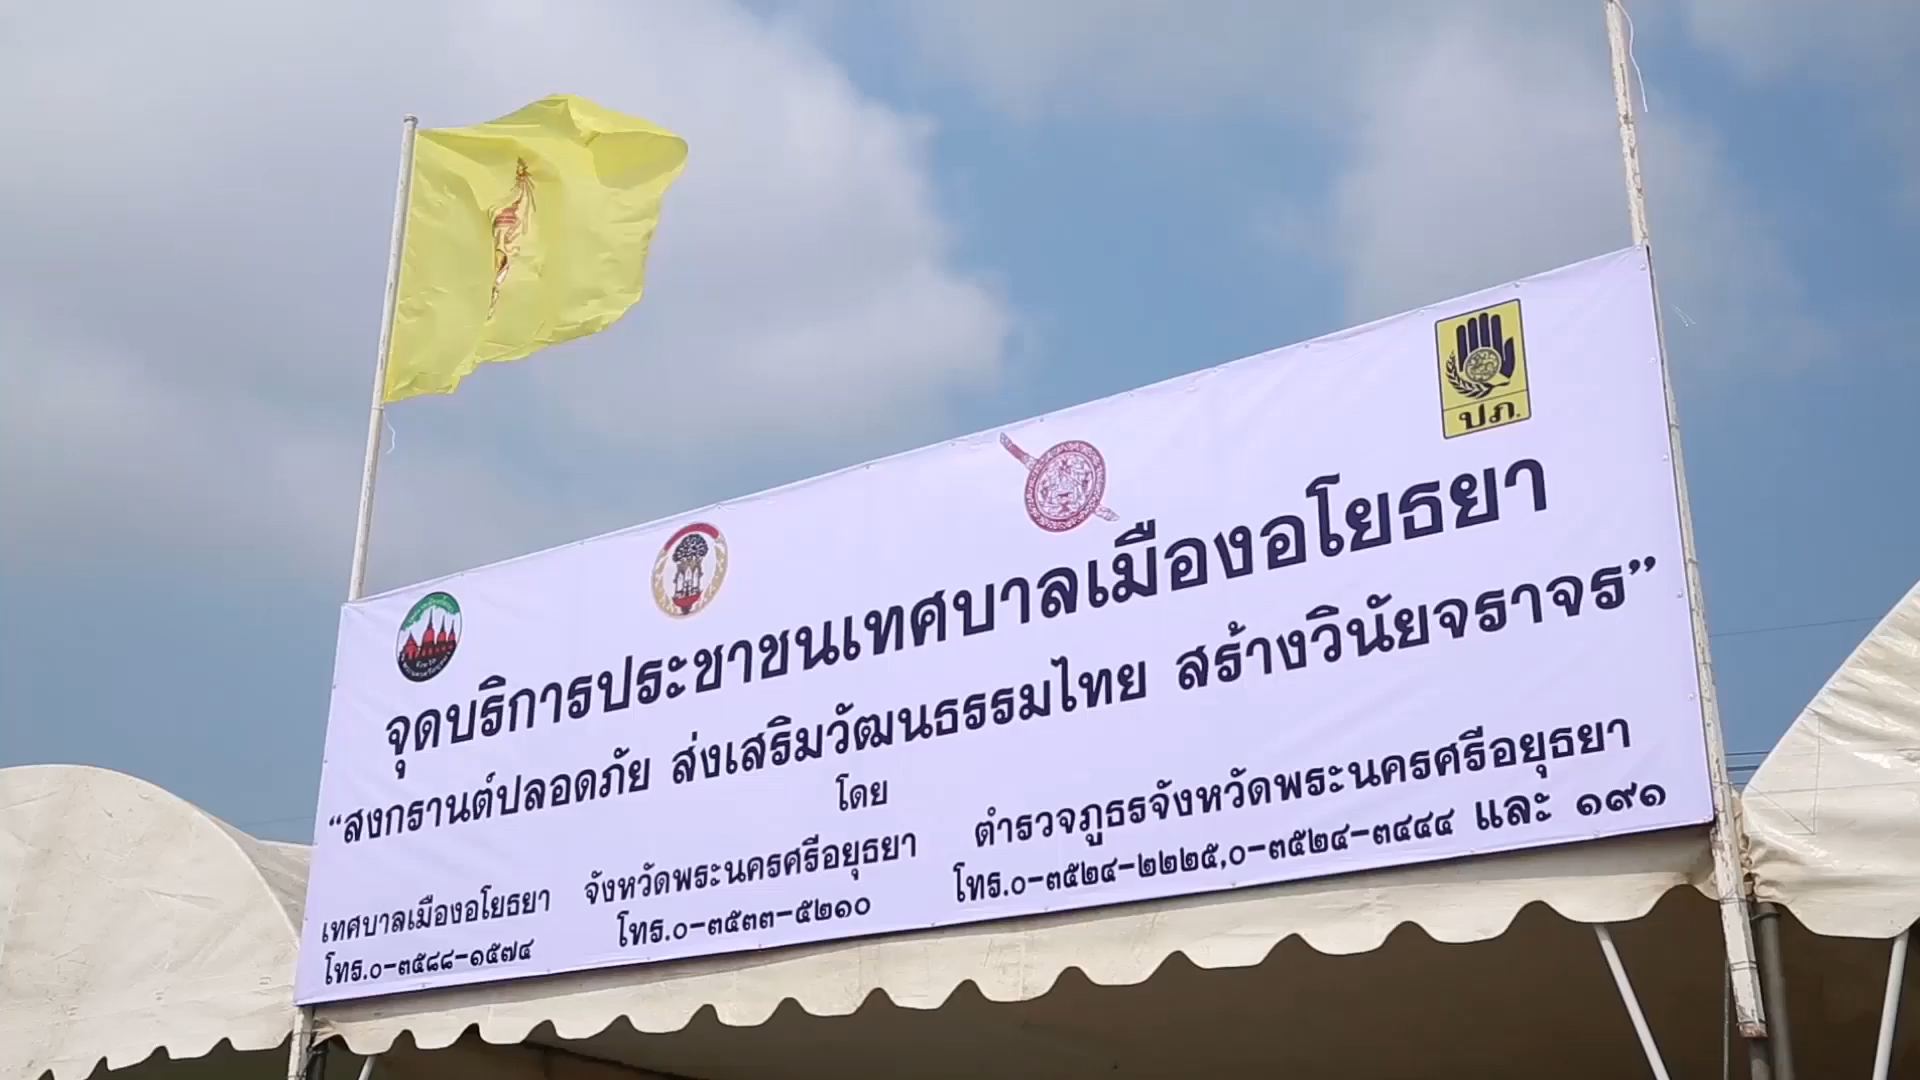 ปภ.
จุดบริการประชาชนเทศบาลเมืองอโยธยา
“สงกรานต์ปลอดภัย ส่งเสริมวัฒนธรรมไทย สร้างวินัยจราจร”
โดย
เทศบาลเมืองอโยธยา จังหวัดพระนครศรีอยุธยา ตำรวจภูธรจังหวัดพระนครศรีอยุธยา
โทร.๐-๓๕๘๘-๑๕๗๔ โทร.๐-๓๕๓๓-๕๒๑๐ โทร.๐-๓๕๒๔-๒๒๒๕,๐-๓๕๒๔-๓๔๔๔ และ ๑๙๑